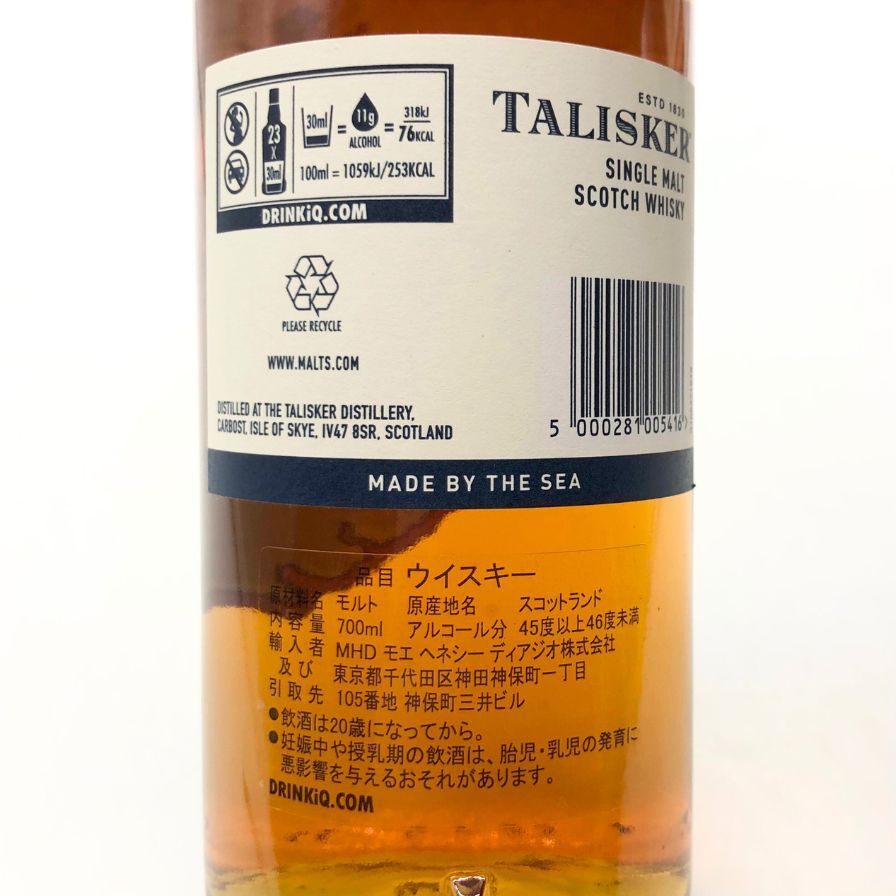 23
X
30ml
30ml
=
11g
ALCOHOL
=
318kJ
76KCAL
100ml = 1059kJ/253KCAL
DRINKiQ.COM
ESTD 1830
TALISKER
SINGLE MALT
SCOTCH WHISKY
PLEASE RECYCLE
WWW.MALTS.COM
DISTILLED AT THE TALISKER DISTILLERY,
CARBOST, ISLE OF SKYE, IV47 8SR, SCOTLAND
5 000281 005416 >
MADE BY THE SEA
品目 ウイスキー
原材料名 モルト 原産地名 スコットランド
内容量 700ml アルコール分 45度以上46度未満
輸入者 MHD モエ ヘネシー ディアジオ株式会社
及び 東京都千代田区神田神保町一丁目
引取先 105番地 神保町三井ビル
●飲酒は20歳になってから。
●妊娠中や授乳期の飲酒は、胎児・乳児の発育に
悪影響を与えるおそれがあります。
DRINKiQ.COM